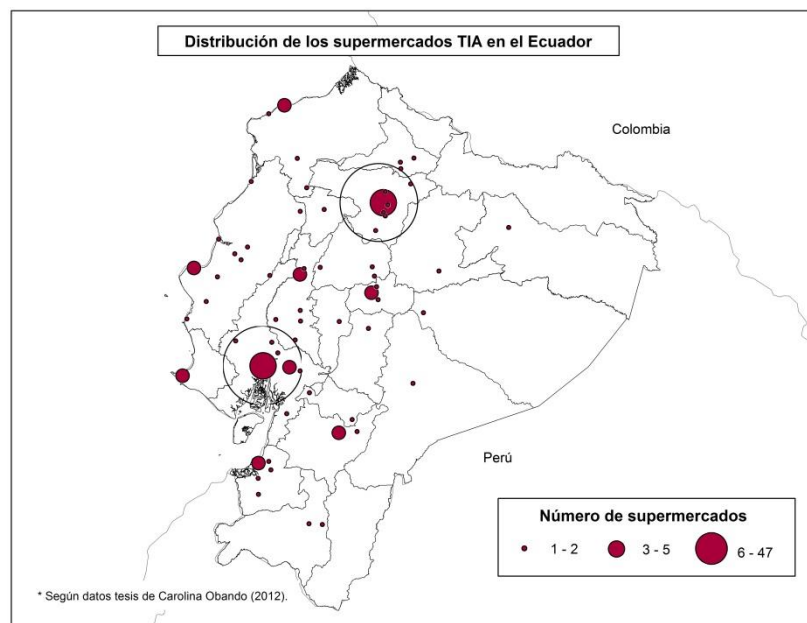 Distribución de los supermercados TIA en el Ecuador
Colombia
Perú
Número de supermercados
1 - 2
3 - 5
6 - 47
* Según datos tesis de Carolina Obando (2012).